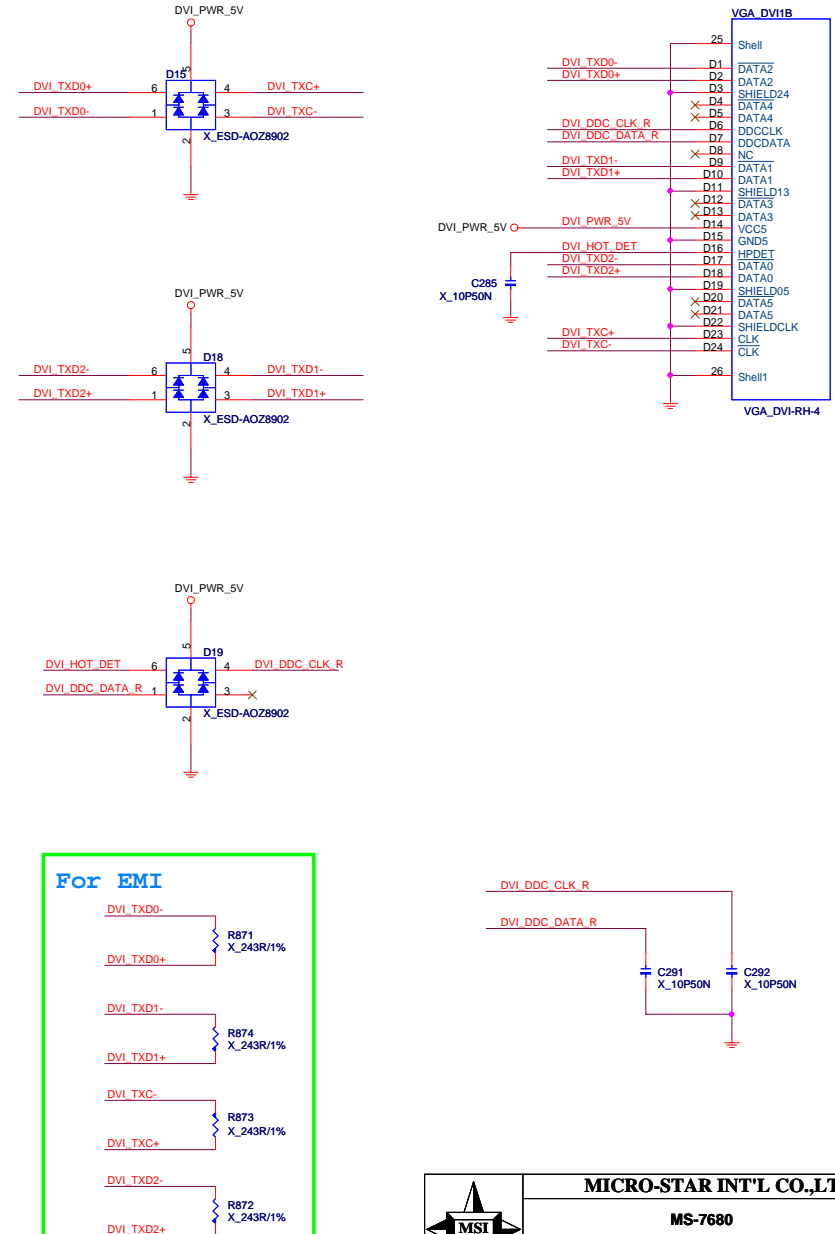 DVI_PWR_5V
5
D15
DVI_TXD0+ 6 4 DVI_TXC+
DVI_TXD0- 1 3 DVI_TXC-
X_ESD-AOZ8902
2
DVI_PWR_5V
5
D18
DVI_TXD2- 6 4 DVI_TXD1-
DVI_TXD2+ 1 3 DVI_TXD1+
X_ESD-AOZ8902
2
DVI_PWR_5V
5
D19
DVI_HOT_DET 6 4 DVI_DDC_CLK_R
DVI_DDC_DATA_R 1 3
X_ESD-AOZ8902
2
VGA_DVI1B
25 Shell
DVI_TXD0- D1 DATA2
DVI_TXD0+ D2 DATA2
D3 SHIELD24
D4 DATA4
D5 DATA4
DVI_DDC_CLK_R D6 DDCCLK
DVI_DDC_DATA_R D7 DDCDATA
D8 NC
DVI_TXD1- D9 DATA1
DVI_TXD1+ D10 DATA1
D11 SHIELD13
D12 DATA3
D13 DATA3
DVI_PWR_5V DVI_PWR_5V D14 VCC5
D15 GND5
DVI_HOT_DET D16 HPDET
DVI_TXD2- D17 DATA0
DVI_TXD2+ D18 DATA0
D19 SHIELD05
D20 DATA5
D21 DATA5
D22 SHIELDCLK
DVI_TXC+ D23 CLK
DVI_TXC- D24 CLK
26 Shell1
C285
X_10P50N
VGA_DVI-RH-4
For EMI
DVI_TXD0-
R871
X_243R/1%
DVI_TXD0+
DVI_TXD1-
R874
X_243R/1%
DVI_TXD1+
DVI_TXC-
R873
X_243R/1%
DVI_TXC+
DVI_TXD2-
R872
X_243R/1%
DVI_TXD2+
DVI_DDC_CLK_R
DVI_DDC_DATA_R
C291
X_10P50N
C292
X_10P50N
MSI
MICRO-STAR INT'L CO.,LT
MS-7680